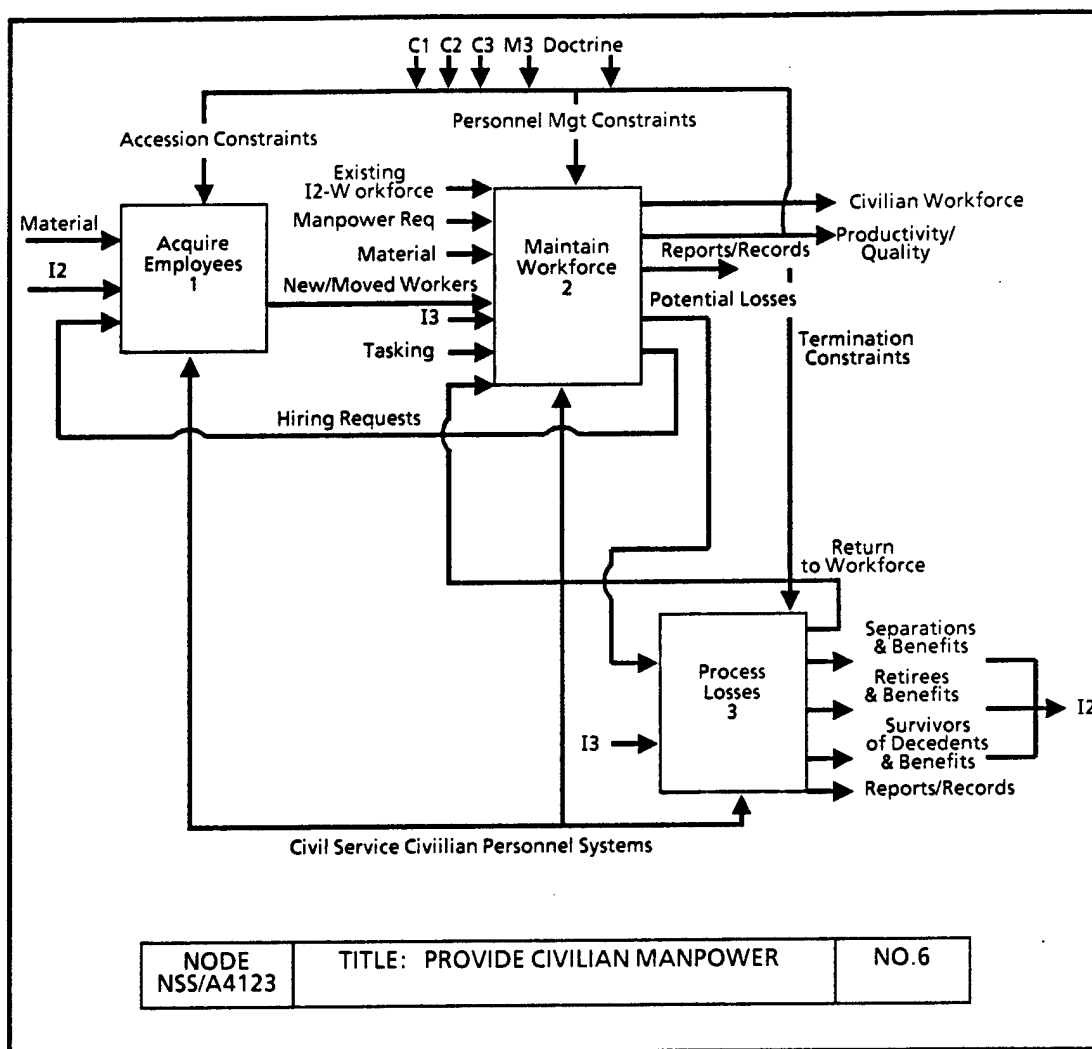 C1 C2 C3 M3 Doctrine
Accession Constraints
Personnel Mgt Constraints
Existing
I2-W orkforce
Manpower Req
Material
New/Moved Workers
I3
Tasking
Material
I2
Acquire
Employees
1
Maintain
Workforce
2
Civilian Workforce
Productivity/
Quality
Reports/Records
Potential Losses
Termination
Constraints
Hiring Requests
Return
to Workforce
Process
Losses
3
I3
Separations
& Benefits
Retirees
& Benefits
Survivors
of Decedents
& Benefits
I2
Reports/Records
Civil Service Civiilian Personnel Systems
NODE
NSS/A4123
TITLE: PROVIDE CIVILIAN MANPOWER
NO.6